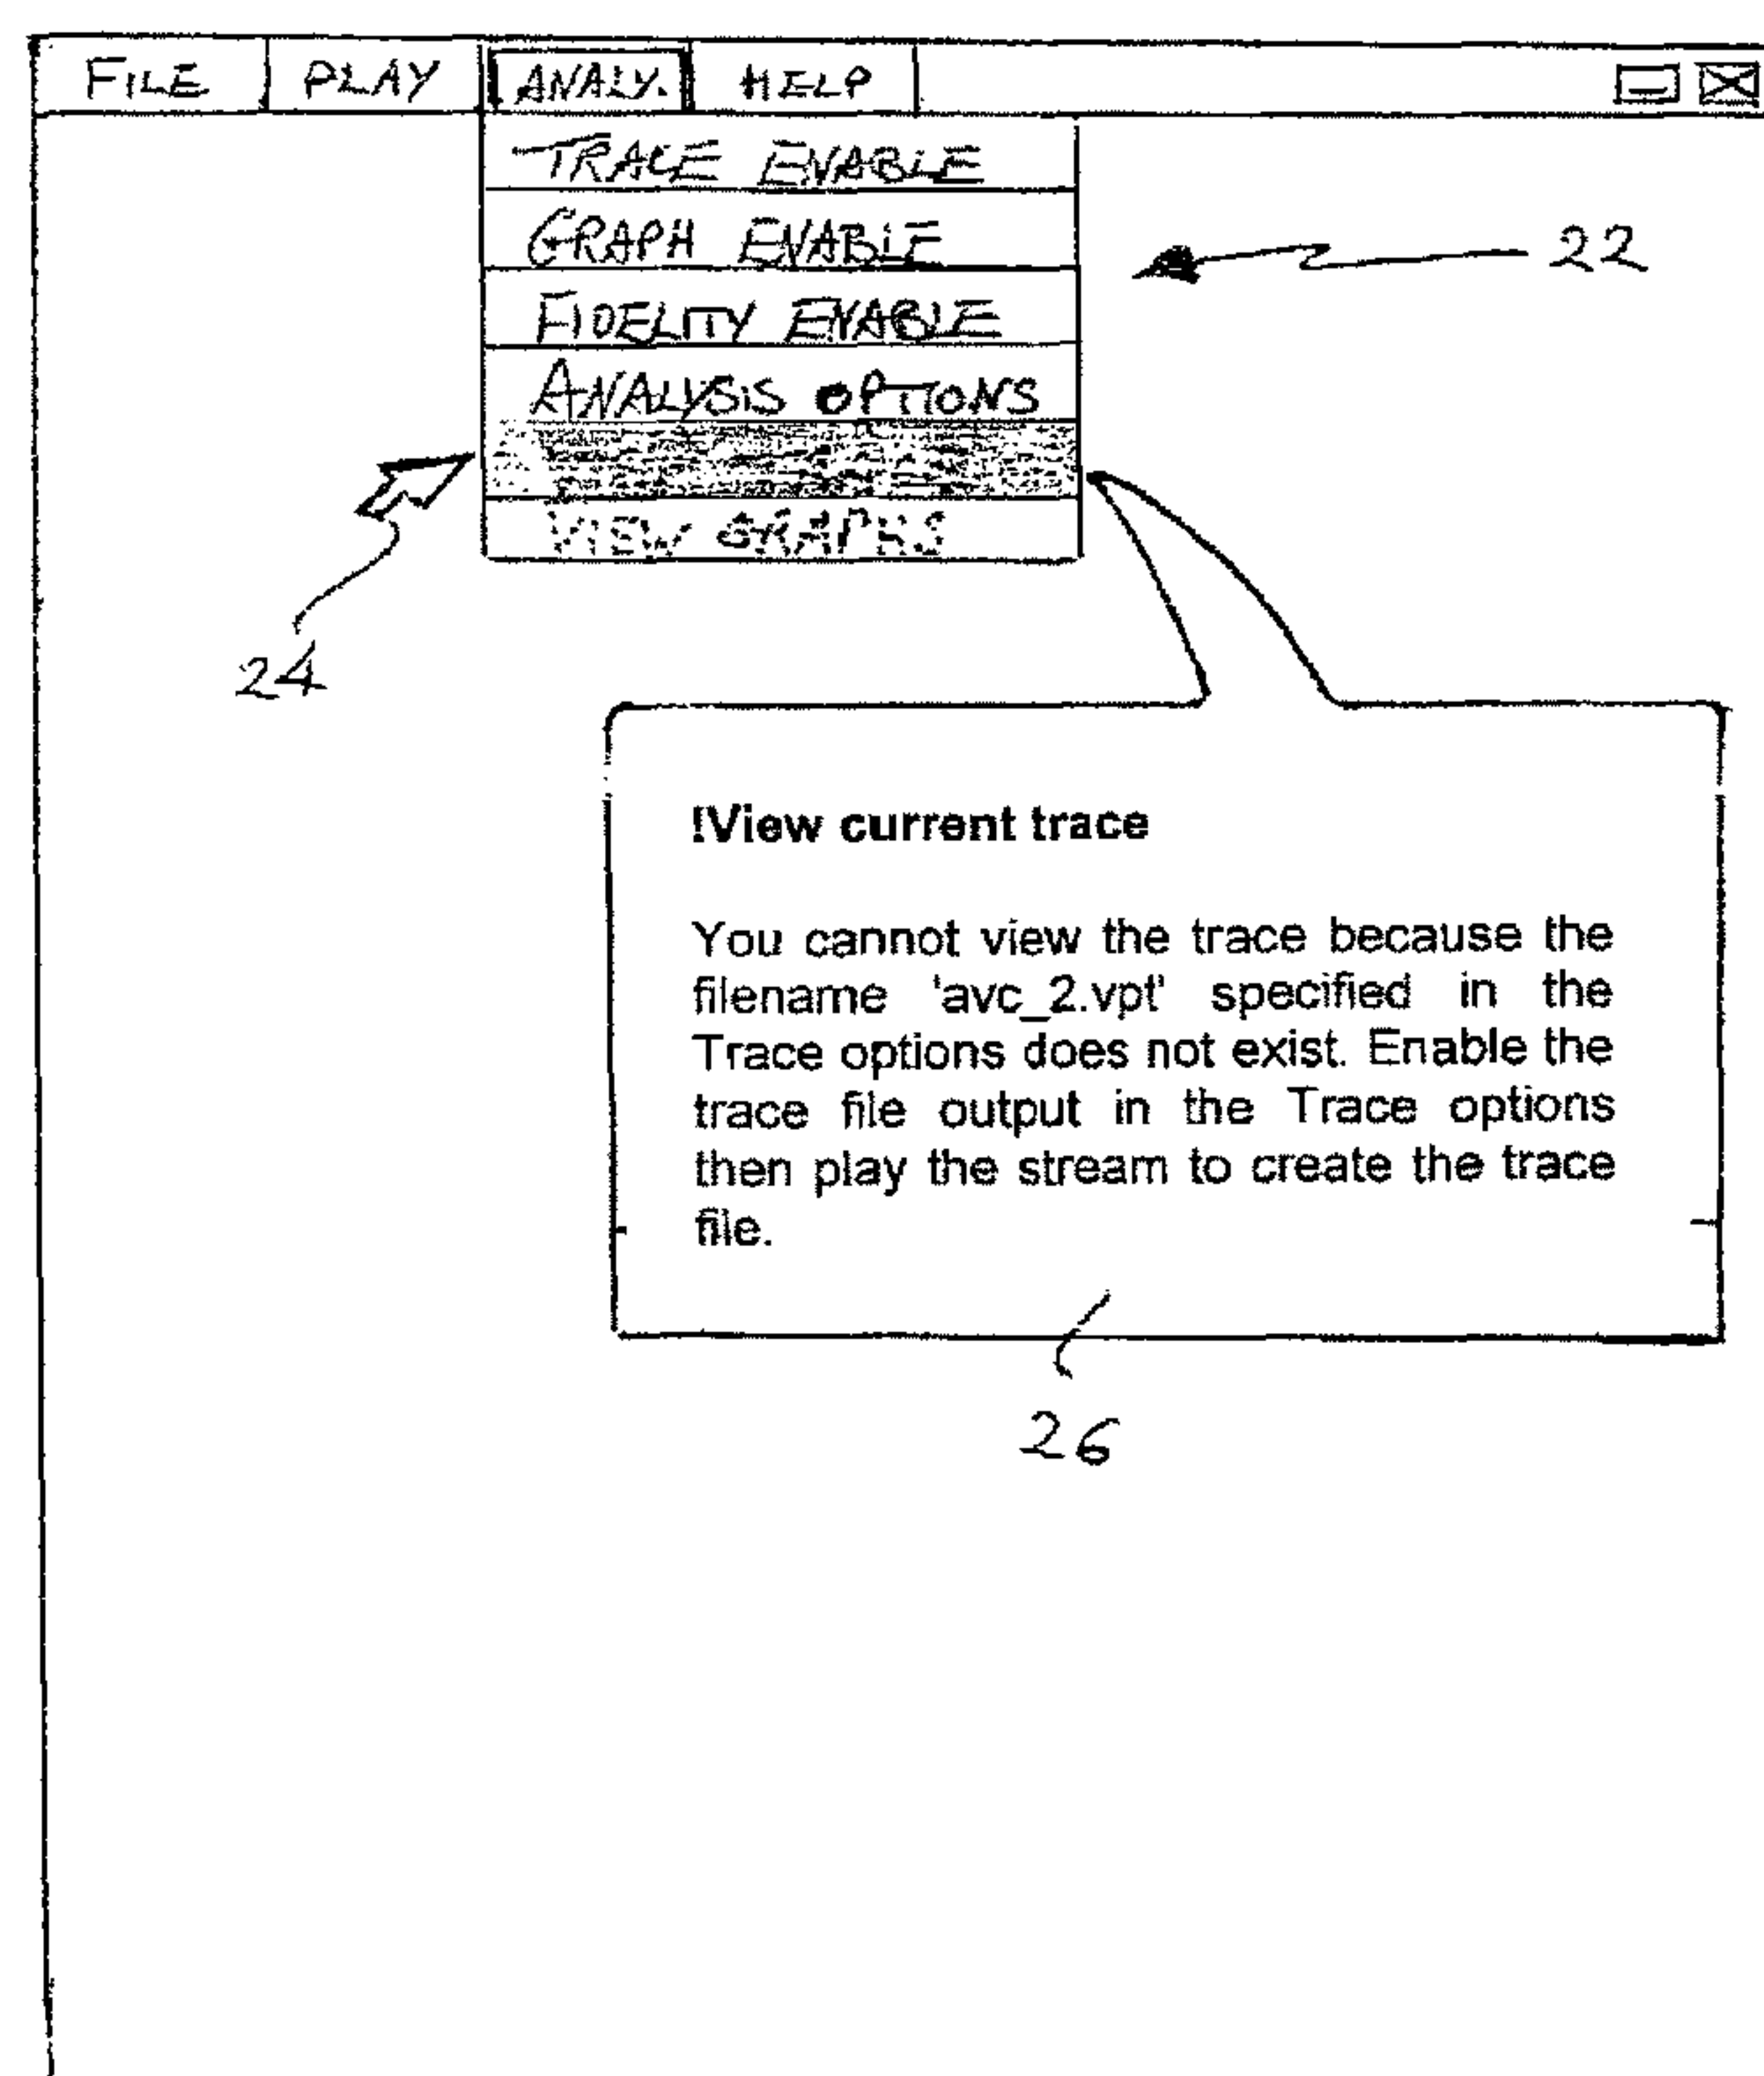 FILE PLAY ANALY. HELP
TRACE ENABLE
GRAPH ENABLE
22
FIDELITY ENABLE
ANALYSIS OPTIONS
VIEW GRAPHS
24
!View current trace
You cannot view the trace because the
filename 'avc_2.vpt' specified in the
Trace options does not exist. Enable the
trace file output in the Trace options
then play the stream to create the trace
file.
26